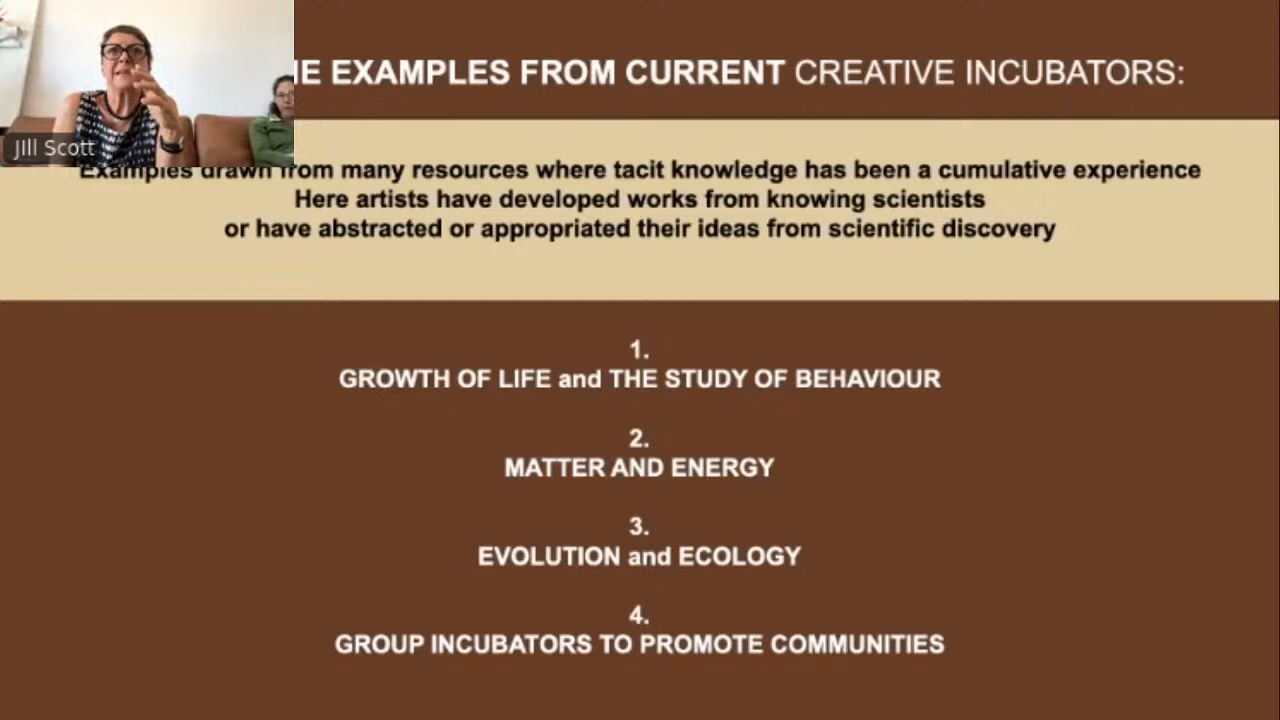 EXAMPLES FROM CURRENT CREATIVE INCUBATORS:
JIll Scott
Examples drawn from many resources where tacit knowledge has been a cumulative experience
Here artists have developed works from knowing scientists
or have abstracted or appropriated their ideas from scientific discovery
1.
GROWTH OF LIFE and THE STUDY OF BEHAVIOUR
2.
MATTER AND ENERGY
3.
EVOLUTION and ECOLOGY
4.
GROUP INCUBATORS TO PROMOTE COMMUNITIES